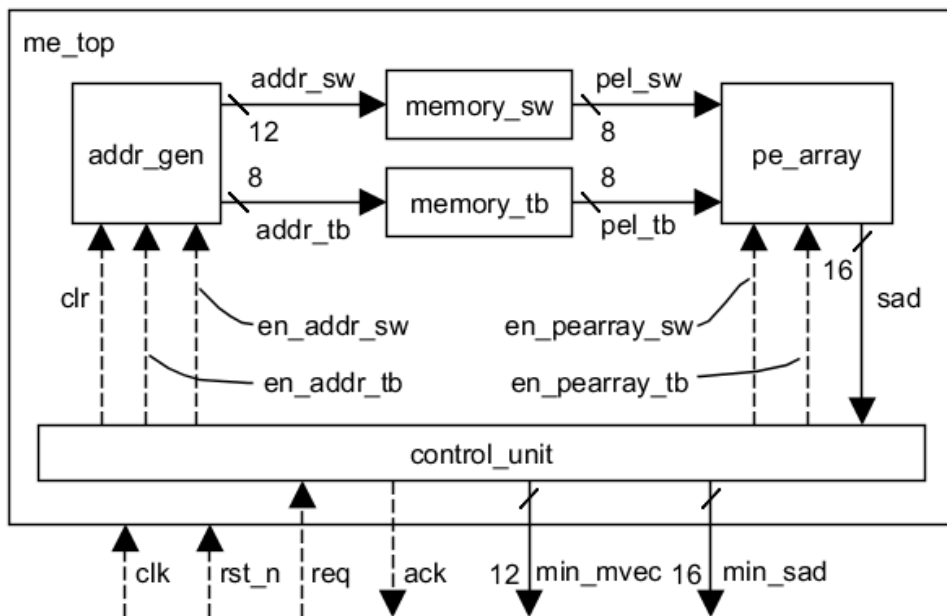 me_top
addr_sw
pel_sw
memory_sw
12
8
addr_gen
pe_array
8
8
memory_tb
addr_tb
pel_tb
16
clr
sad
en_addr_sw
en_pearray_sw
en_addr_tb
en_pearray_tb
control_unit
clk
rst_n
req
ack
12
min_mvec
16
min_sad